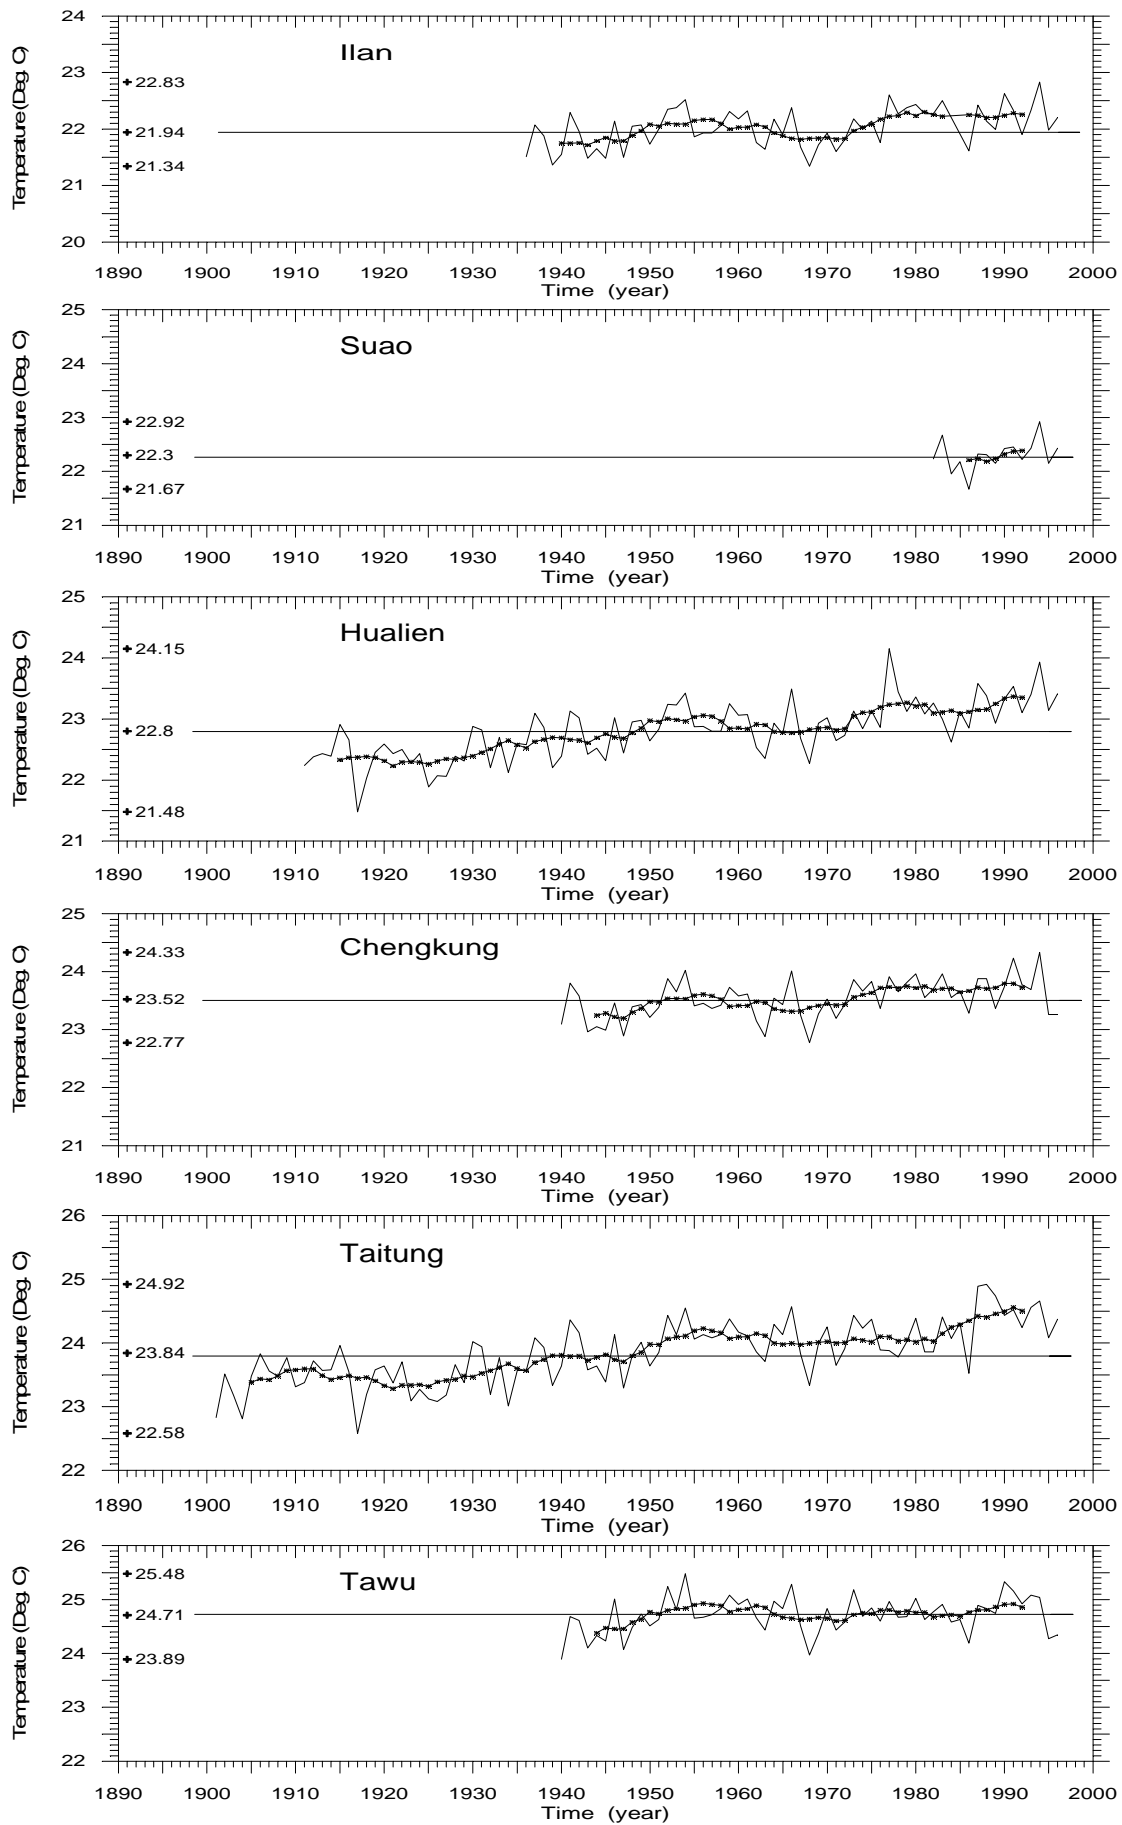 24
Ilan
23
22.83
22
21.94
21.34
21
20
Temperature (Deg. C)
1890 1900 1910 1920 1930 1940 1950 1960 1970 1980 1990 2000
Time (year)
25
Suao
24
23
22.92
22.3
22
21.67
21
Temperature (Deg. C)
1890 1900 1910 1920 1930 1940 1950 1960 1970 1980 1990 2000
Time (year)
25
Hualien
24.15
24
23
22.8
22
21.48
21
Temperature (Deg. C)
1890 1900 1910 1920 1930 1940 1950 1960 1970 1980 1990 2000
Time (year)
25
Chengkung
24.33
24
23.52
23
22.77
22
21
Temperature (Deg. C)
1890 1900 1910 1920 1930 1940 1950 1960 1970 1980 1990 2000
Time (year)
26
Taitung
25
24.92
24
23.84
23
22.58
22
Temperature (Deg. C)
1890 1900 1910 1920 1930 1940 1950 1960 1970 1980 1990 2000
Time (year)
26
Tawu
25.48
25
24.71
24
23.89
23
22
Temperature (Deg. C)
1890 1900 1910 1920 1930 1940 1950 1960 1970 1980 1990 2000
Time (year)